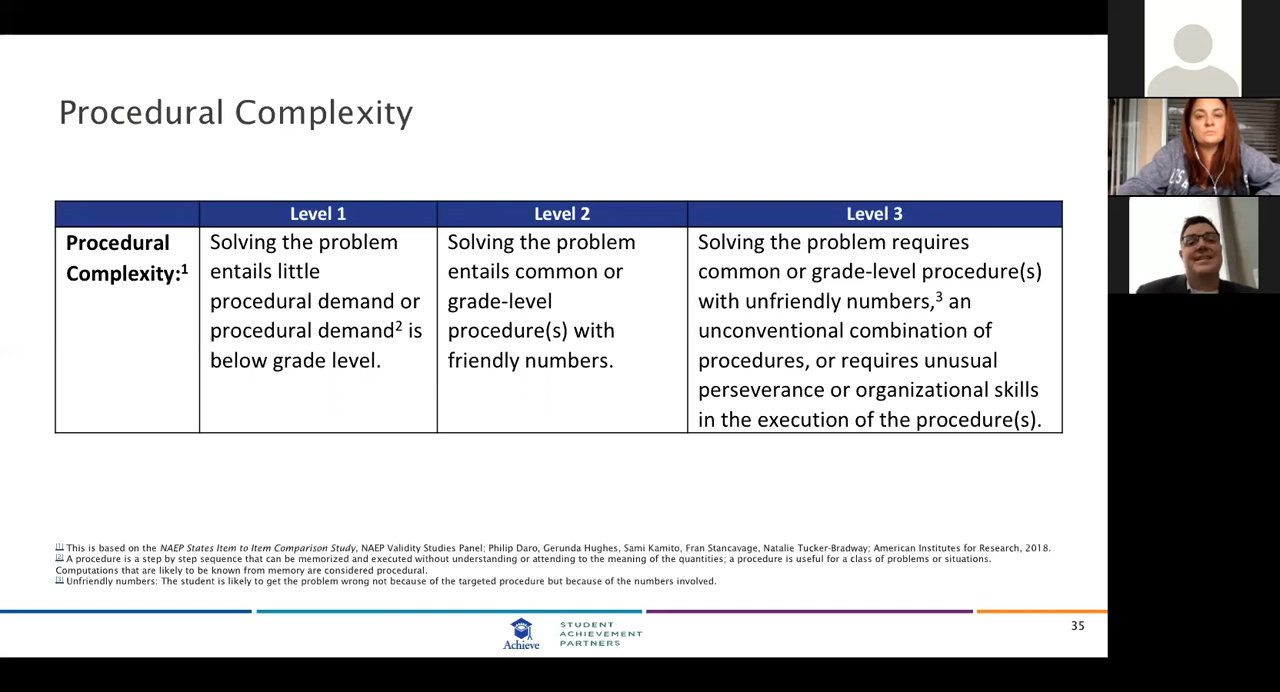 Procedural Complexity
Level 1
Level 2
Level 3
Procedural
Complexity:1
Solving the problem
entails little
procedural demand or
procedural demand2 is
below grade level.
Solving the problem
entails common or
grade-level
procedure(s) with
friendly numbers.
Solving the problem requires
common or grade-level procedure(s)
with unfriendly numbers,3 an
unconventional combination of
procedures, or requires unusual
perseverance or organizational skills
in the execution of the procedure(s).
[1] This is based on the NAEP States Item to Item Comparison Study, NAEP Validity Studies Panel; Philip Daro, Gerunda Hughes, Sami Kamito, Fran Stancavage, Natalie Tucker-Bradway; American Institutes for Research, 2018.
[2] A procedure is a step by step sequence that can be memorized and executed without understanding or attending to the meaning of the quantities; a procedure is useful for a class of problems or situations.
Computations that are likely to be known from memory are considered procedural.
[3] Unfriendly numbers: The student is likely to get the problem wrong not because of the targeted procedure but because of the numbers involved.
Achieve
STUDENT
ACHIEVEMENT
PARTNERS
35